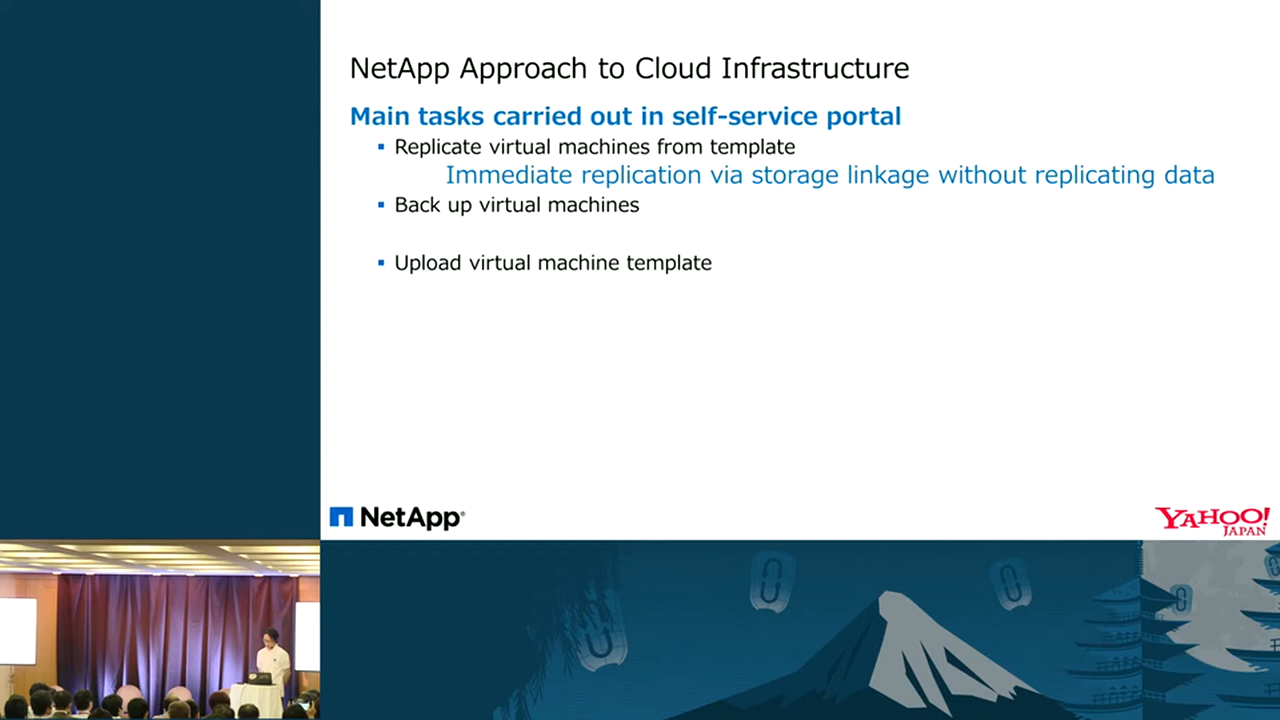 NetApp Approach to Cloud Infrastructure
Main tasks carried out in self-service portal
Replicate virtual machines from template
Immediate replication via storage linkage without replicating data
Back up virtual machines
Upload virtual machine template
NetApp®
YAHOO!
JAPAN